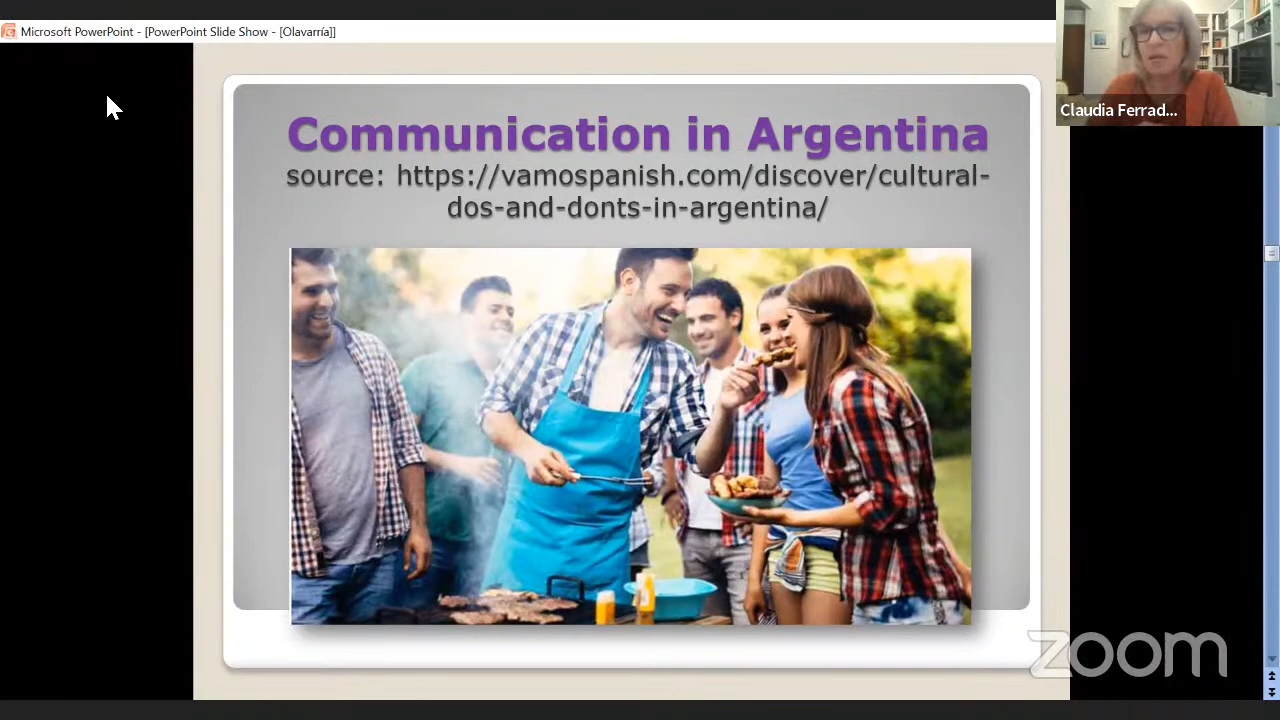 Microsoft PowerPoint - [PowerPoint Slide Show - [Olavarría]]
Claudia Ferrad...
Communication in Argentina
source: https://vamospanish.com/discover/cultural-
dos-and-donts-in-argentina/
zoom